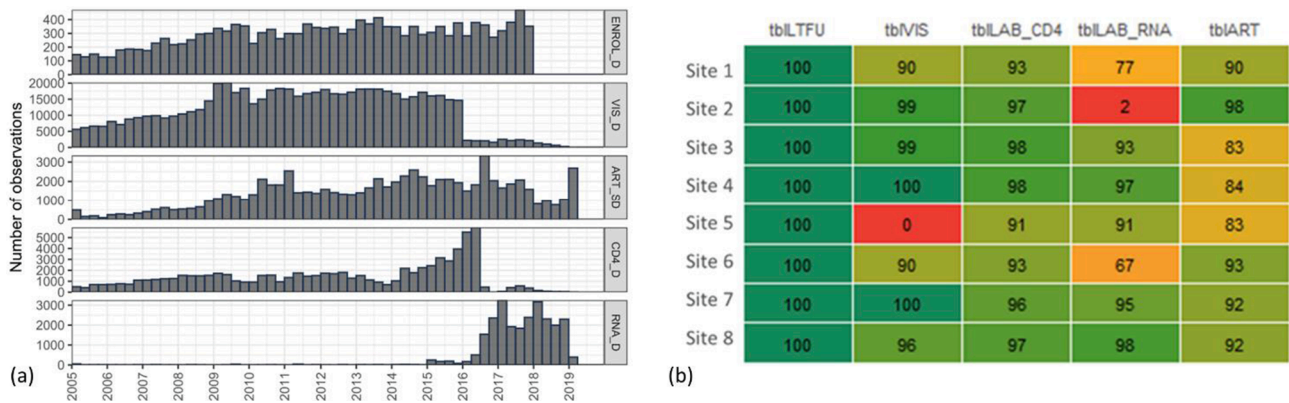 Number of observations
400
300
200
100
0
ENROL_D
20000
15000
10000
5000
0
VIS_D
3000
2000
1000
0
ART_SD
5000
4000
3000
2000
1000
0
CD4_D
3000
2000
1000
0
RNA_D
2005 2006 2007 2008 2009 2010 2011 2012 2013 2014 2015 2016 2017 2018 2019
(a)
tblLTFU tblVIS tblLAB_CD4 tblLAB_RNA tblART
Site 1 100 90 93 77 90
Site 2 100 99 97 2 98
Site 3 100 99 98 93 83
Site 4 100 100 98 97 84
Site 5 100 0 91 91 83
Site 6 100 90 93 67 93
Site 7 100 100 96 95 92
Site 8 100 96 97 98 92
(b)